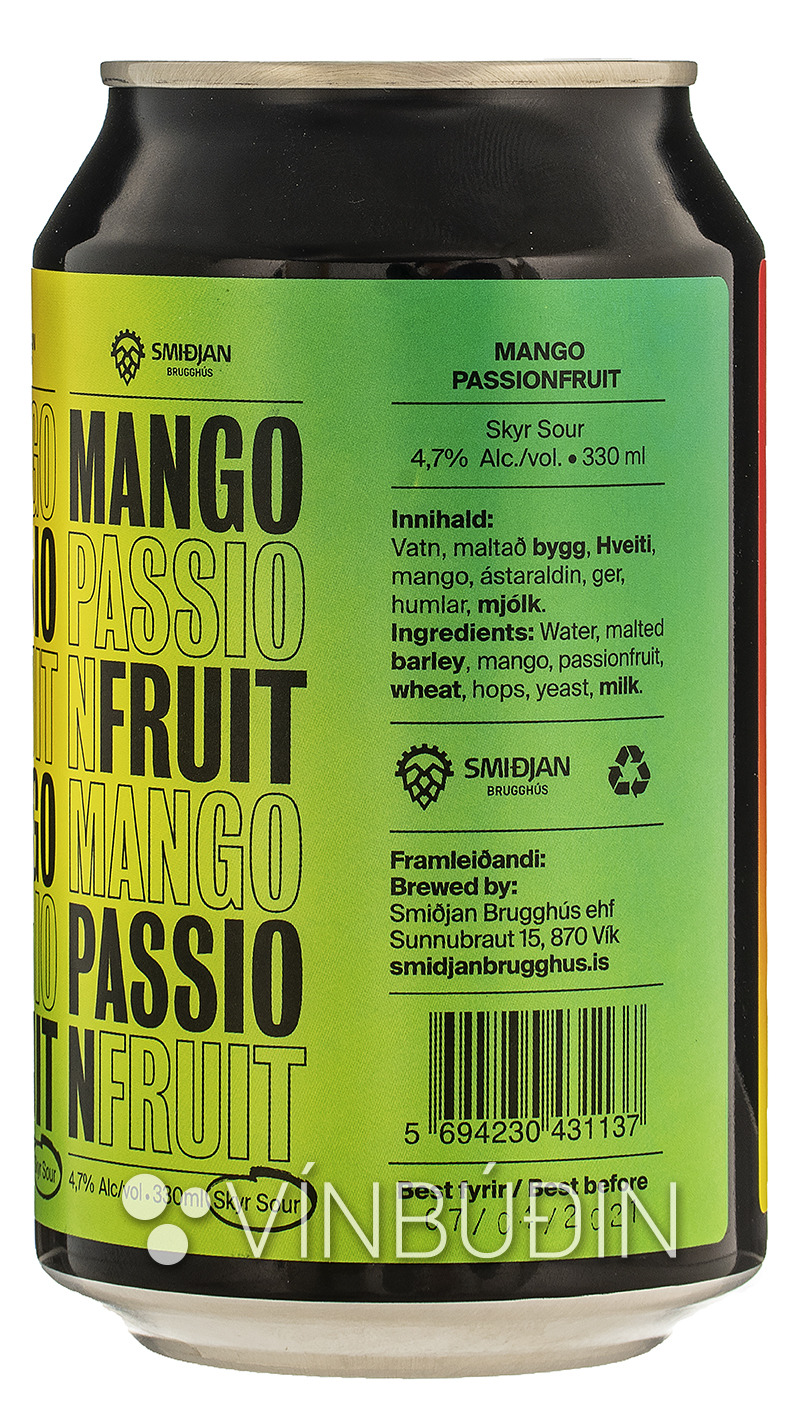 SMIÐJAN
BRUGGHÚS
MANGO
PASSIO
NFRUIT
MANGO
PASSIO
NFRUIT
4,7% Alc/vol. • 330ml Skyr Sour
MANGO
PASSIONFRUIT
Skyr Sour
4,7% Alc./vol. • 330 ml
Innihald:
Vatn, maltað bygg, Hveiti,
mango, ástaraldin, ger,
humlar, mjólk.
Ingredients: Water, malted
barley, mango, passionfruit,
wheat, hops, yeast, milk.
SMIÐJAN
BRUGGHÚS
Framleiðandi:
Brewed by:
Smiðjan Brugghús ehf
Sunnubraut 15, 870 Vík
smidjanbrugghus.is
5 694230 431137
Best fyrir/ Best before
VÍNBÚÐIN